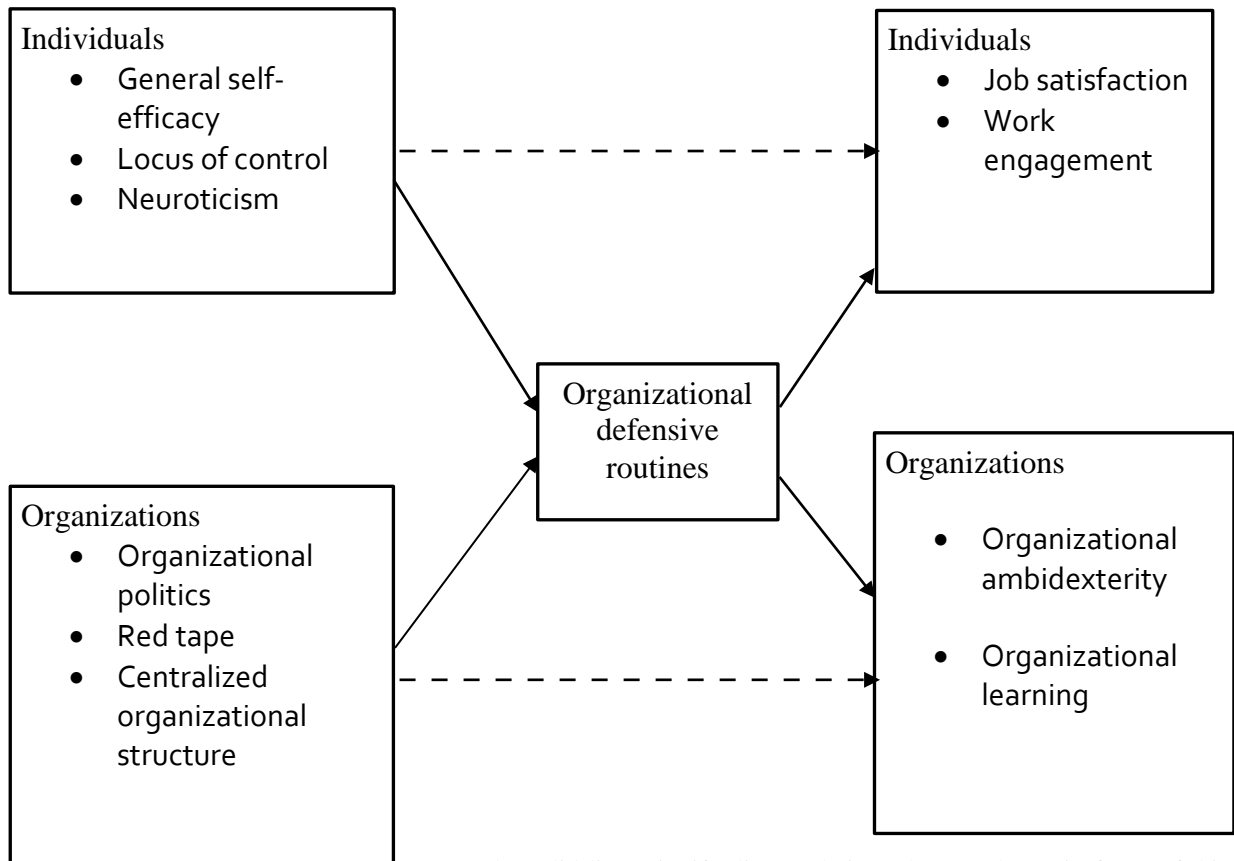 Individuals
• General self-
efficacy
• Locus of control
• Neuroticism
Individuals
• Job satisfaction
• Work
engagement
Organizational
defensive
routines
Organizations
• Organizational
politics
• Red tape
• Centralized
organizational
structure
Organizations
• Organizational
ambidexterity
• Organizational
learning